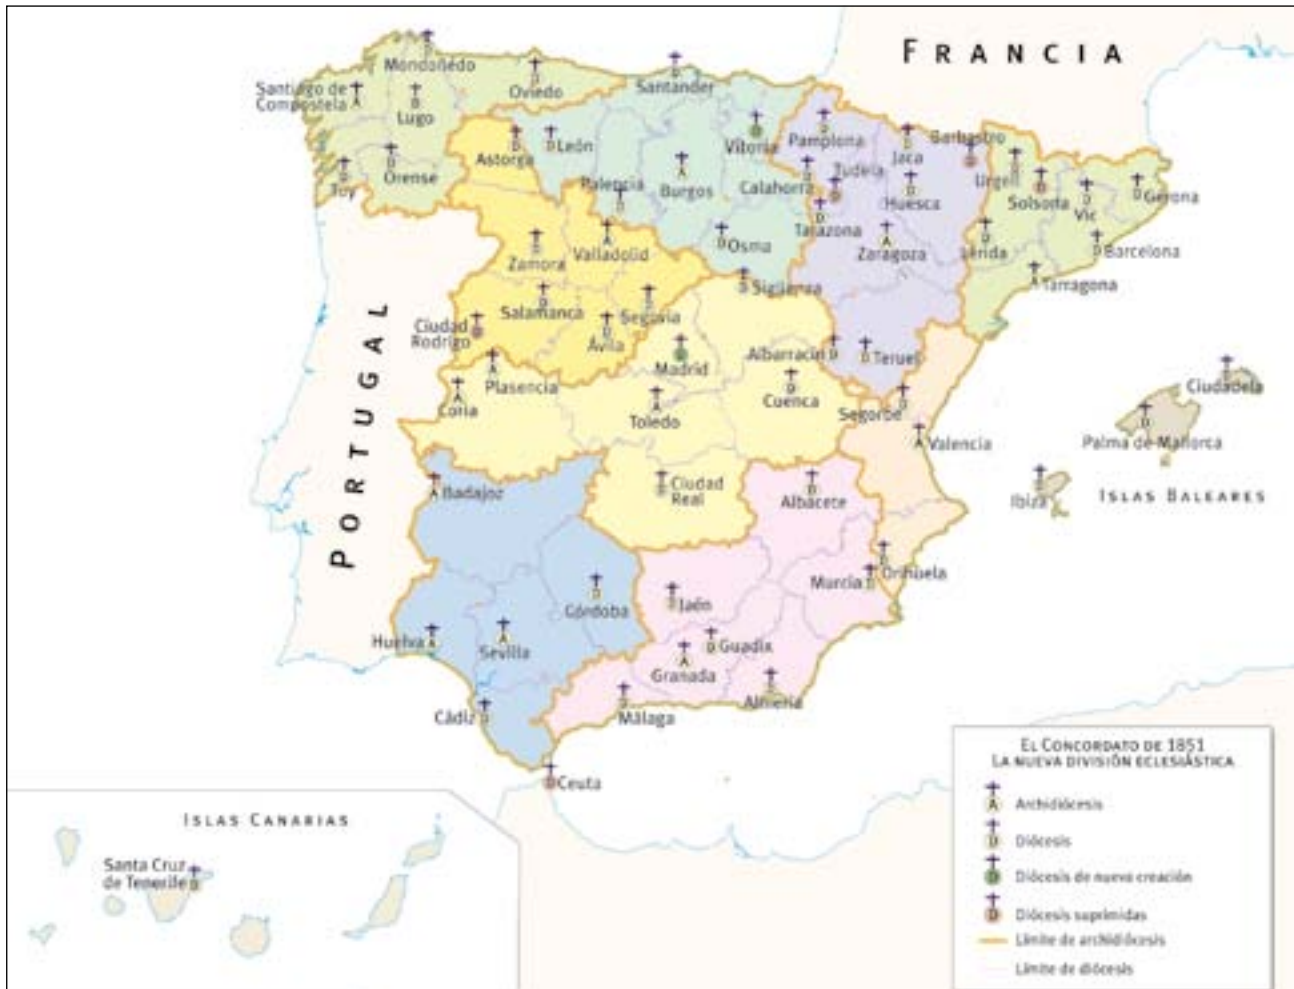 FRANCIA
Mondoñedo
Santiago de
Compostela
Lugo
Oviedo
Santander
Tuy
Orense
Astorga
León
Palencia
Burgos
Vitoria
Calahorra
Pamplona
Tudela
Jaca
Barbastro
Huesca
Tarazona
Zaragoza
Urgell
Solsona
Vic
Gerona
Lérida
Barcelona
Tarragona
Zamora
Valladolid
Osma
Sigüenza
Salamanca
Segovia
Ciudad
Rodrigo
Ávila
Madrid
Albarracín
Teruel
Plasencia
Coria
Toledo
Cuenca
Segorbe
Valencia
Ciudadela
Palma de Mallorca
Ibiza
ISLAS BALEARES
PORTUGAL
Badajoz
Ciudad
Real
Albacete
Murcia
Orihuela
Córdoba
Jaén
Huelva
Sevilla
Guadix
Granada
Almería
Cádiz
Málaga
Ceuta
ISLAS CANARIAS
Santa Cruz
de Tenerife
EL CONCORDATO DE 1851
LA NUEVA DIVISIÓN ECLESIÁSTICA
A Archidiócesis
D Diócesis
D Diócesis de nueva creación
D Diócesis suprimidas
Límite de archidiócesis
Límite de diócesis